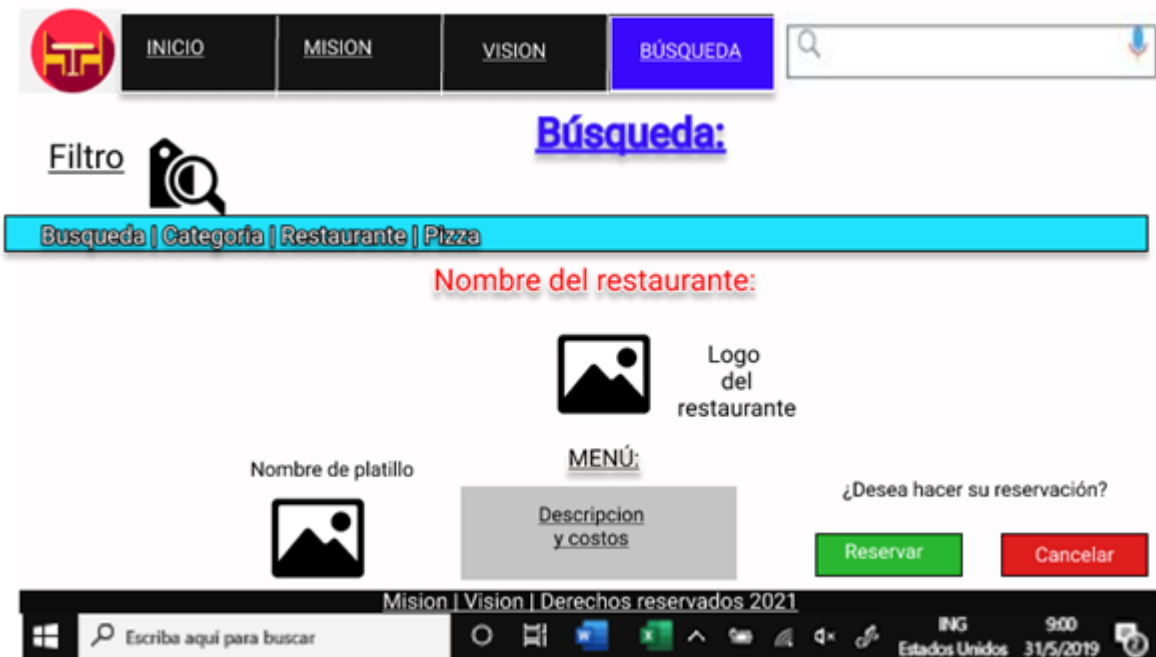 INICIO
MISION
VISION
BÚSQUEDA
Búsqueda:
Filtro
Busqueda | Categoria | Restaurante | Pizza
Nombre del restaurante:
Logo
del
restaurante
MENÚ:
Nombre de platillo
Descripcion
y costos
¿Desea hacer su reservación?
Reservar
Cancelar
Mision | Vision | Derechos reservados 2021
Escriba aquí para buscar
ING
Estados Unidos
9:00
31/5/2019
2